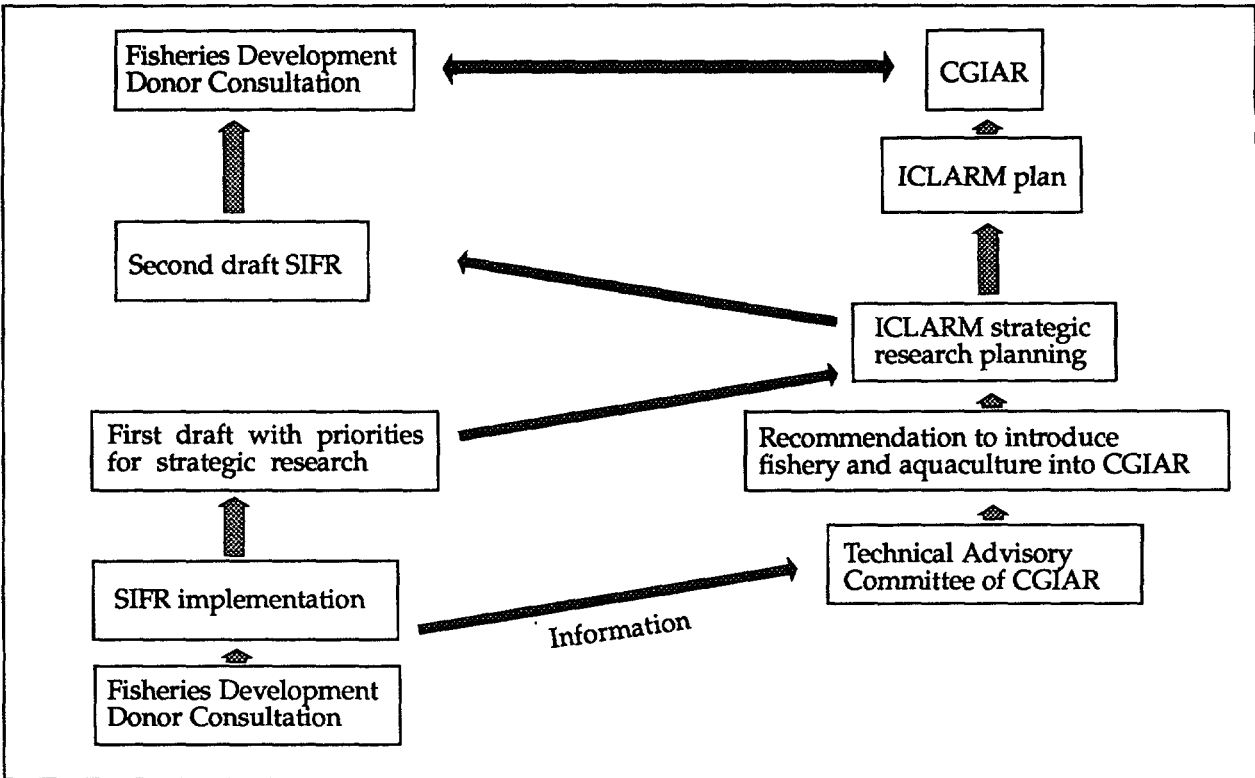 Fisheries Development
Donor Consultation
CGIAR
ICLARM plan
Second draft SIFR
ICLARM strategic
research planning
First draft with priorities
for strategic research
Recommendation to introduce
fishery and aquaculture into CGIAR
SIFR implementation
Technical Advisory
Committee of CGIAR
Information
Fisheries Development
Donor Consultation